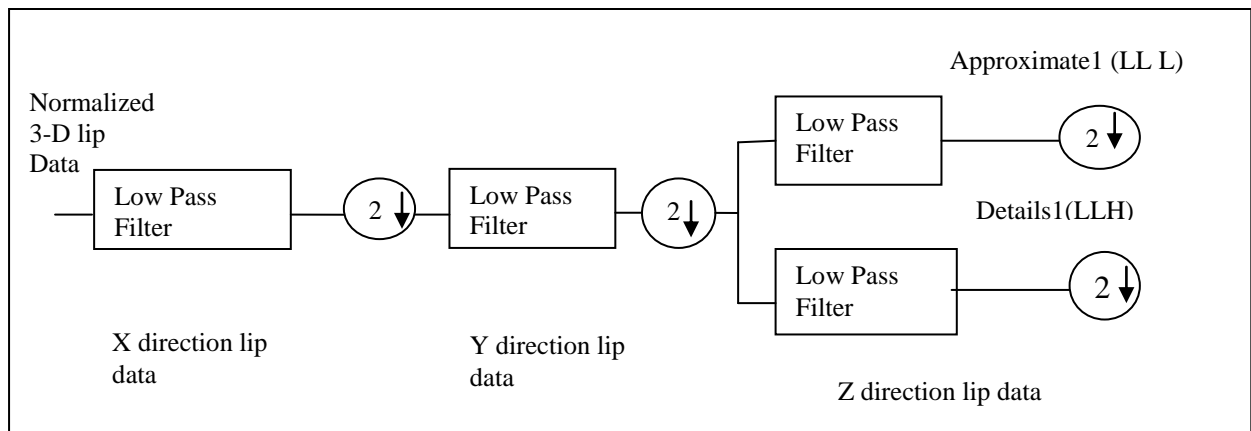 Approximate1 (LL L)
Normalized
3-D lip
Data
Low Pass
Filter
2
Low Pass
Filter
2
Low Pass
Filter
2
Details1(LLH)
Low Pass
Filter
2
X direction lip
data
Y direction lip
data
Z direction lip data